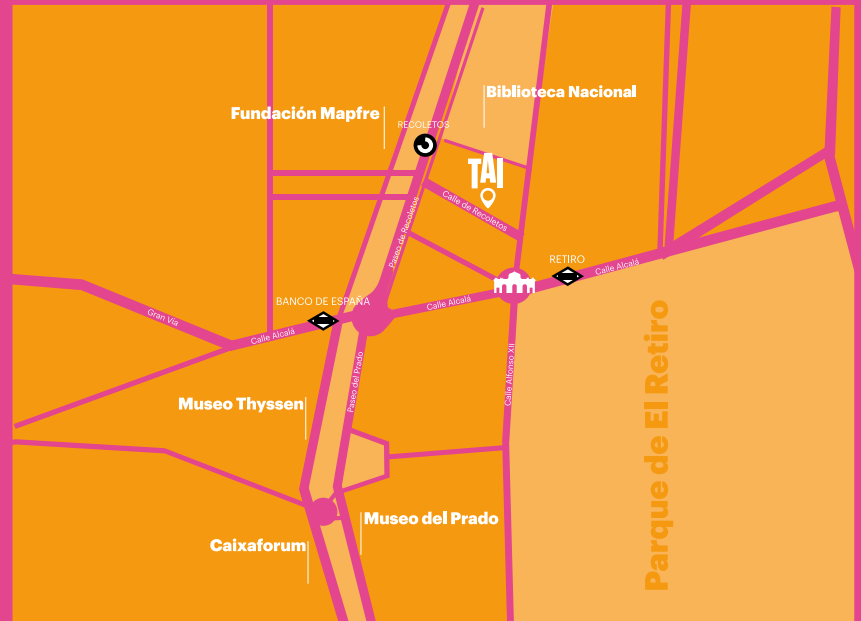 Biblioteca Nacional
Fundación Mapfre
RECOLETOS
TAI
Calle de Recoletos
Paseo de Recoletos
RETIRO
Calle Alcalá
BANCO DE ESPAÑA
Calle Alcalá
Gran Vía
Calle Alcalá
Parque de El Retiro
Calle Alfonso XII
Paseo del Prado
Museo Thyssen
Museo del Prado
Caixaforum